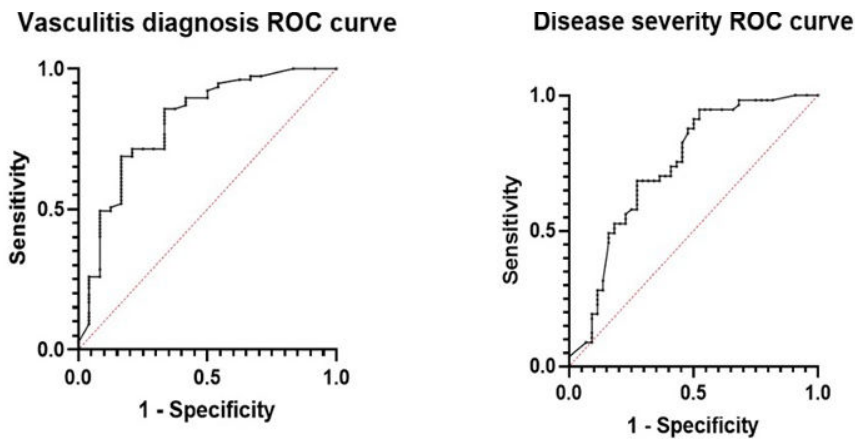 Vasculitis diagnosis ROC curve
1.0
0.5
0.0
Sensitivity
0.0 0.5 1.0
1 - Specificity
Disease severity ROC curve
1.0
0.5
0.0
Sensitivity
0.0 0.5 1.0
1 - Specificity